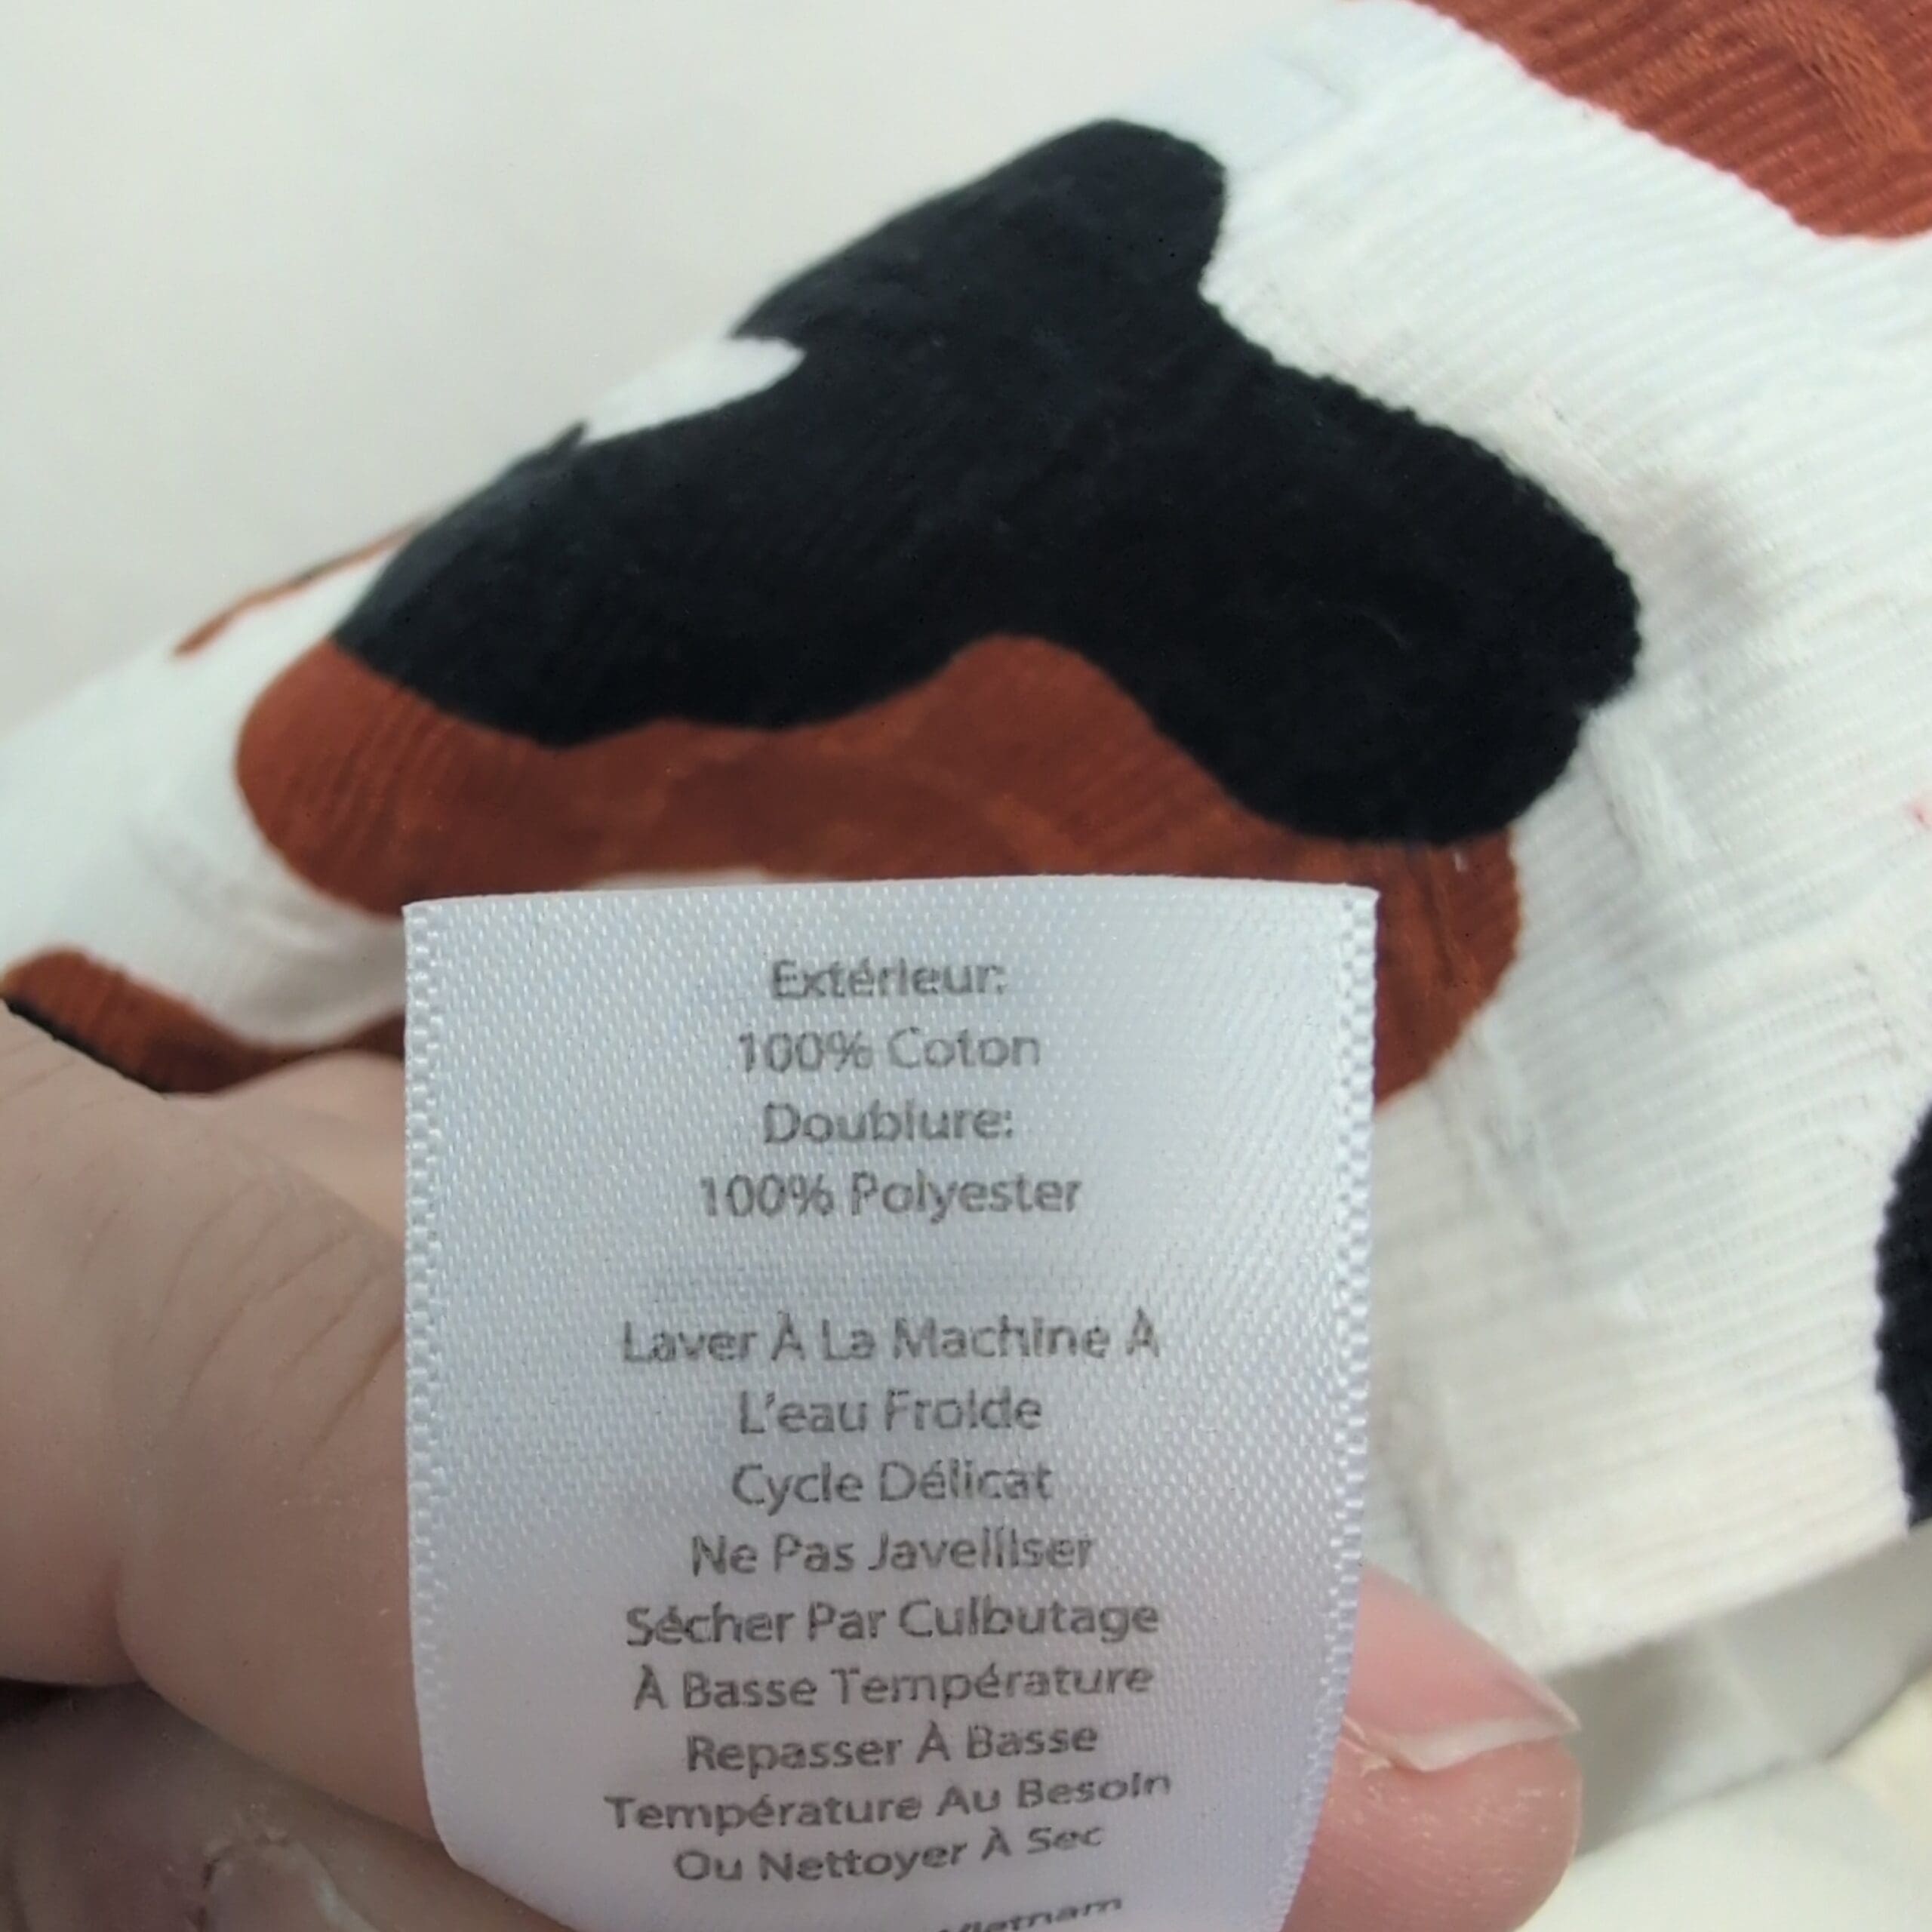 Extérieur:
100% Coton
Doublure:
100% Polyester
Laver À La Machine À
L'eau Froide
Cycle Délicat
Ne Pas Javelliser
Sécher Par Culbutage
À Basse Température
Repasser À Basse
Température Au Besoin
Ou Nettoyer À Sec
Vietnam